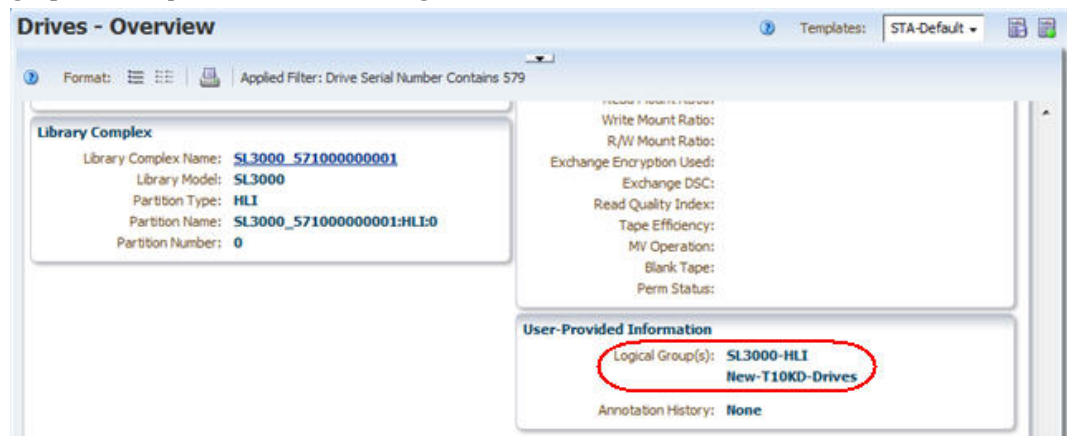 Drives - Overview
Templates: STA-Default
Format: Applied Filter: Drive Serial Number Contains 579
Library Complex
Library Complex Name: SL3000_571000000001
Library Model: SL3000
Partition Type: HLI
Partition Name: SL3000_571000000001:HLI:0
Partition Number: 0
Write Mount Ratio:
R/W Mount Ratio:
Exchange Encryption Used:
Exchange DSC:
Read Quality Index:
Tape Efficiency:
MV Operation:
Blank Tape:
Perm Status:
User-Provided Information
Logical Group(s): SL3000-HLI
New-T10KD-Drives
Annotation History: None